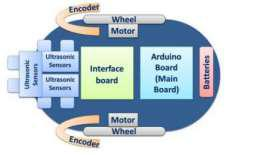 Encoder
Wheel
Motor
Ultrasonic
Sensors
Ultrasonic
Sensors
Ultrasonic
Sensors
Interface
board
Arduino
Board
(Main
Board)
Batteries
Motor
Wheel
Encoder